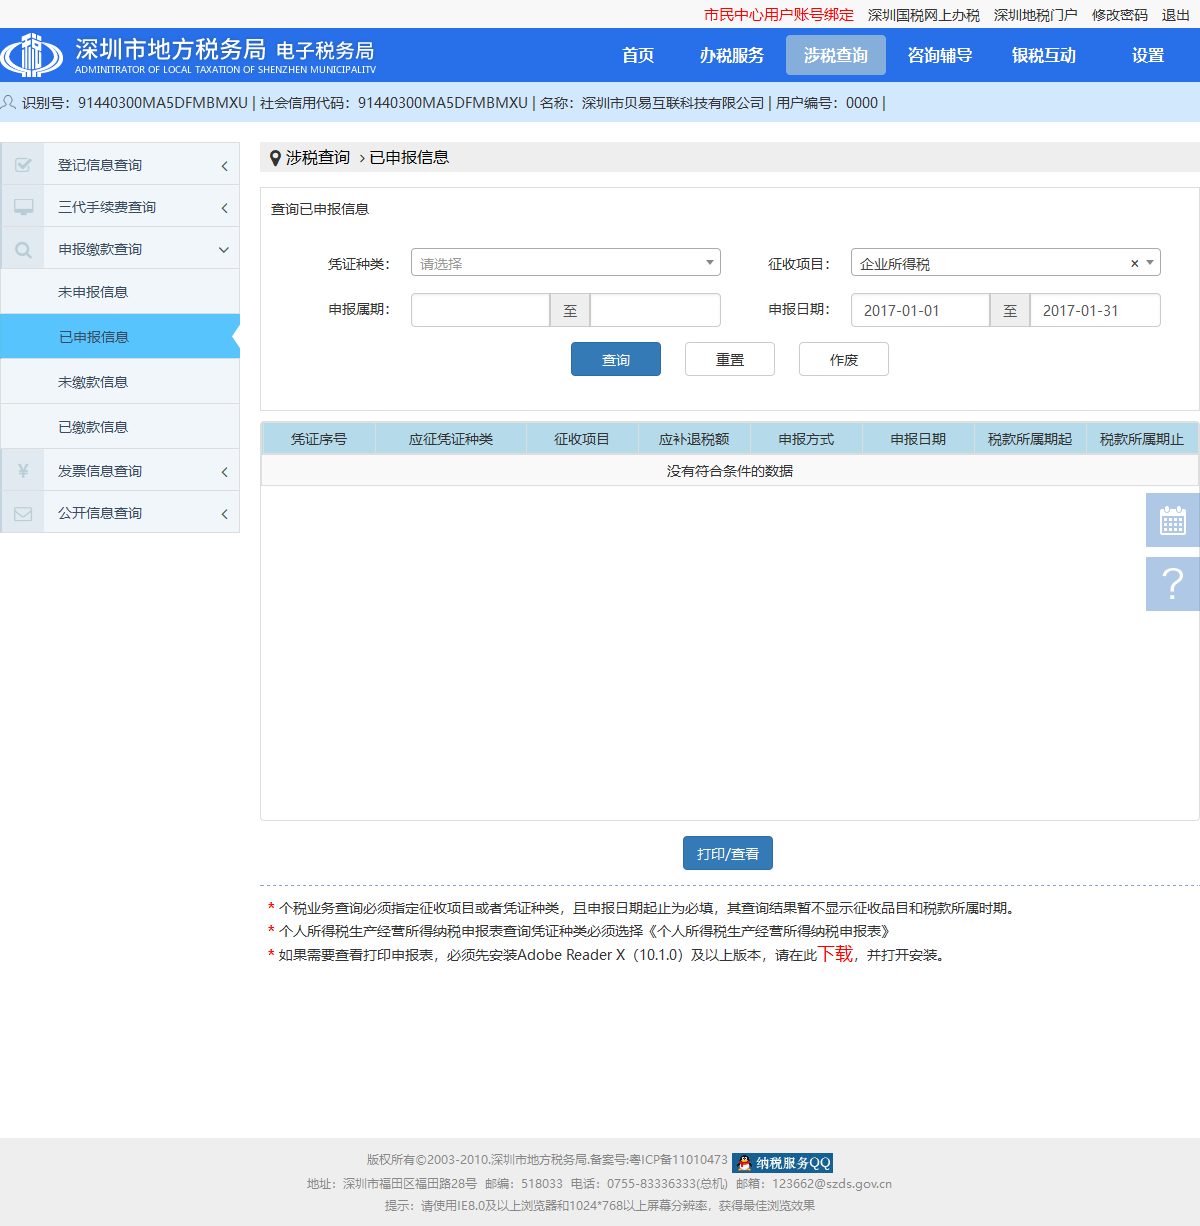 市民中心用户账号绑定 深圳国税网上办税 深圳地税门户 修改密码 退出
深圳市地方税务局 电子税务局
ADMINITRATOR OF LOCAL TAXATION OF SHENZHEN MUNICIPALITV
首页 办税服务 涉税查询 咨询辅导 银税互动 设置
识别号：91440300MA5DFMBMXU | 社会信用代码：91440300MA5DFMBMXU | 名称：深圳市贝易互联科技有限公司 | 用户编号：0000 |
登记信息查询
三代手续费查询
申报缴款查询
未申报信息
已申报信息
未缴款信息
已缴款信息
发票信息查询
公开信息查询
涉税查询 › 已申报信息
查询已申报信息
凭证种类： 请选择 征收项目： 企业所得税 ×
申报属期： 至 申报日期： 2017-01-01 至 2017-01-31
查询 重置 作废
凭证序号 应征凭证种类 征收项目 应补退税额 申报方式 申报日期 税款所属期起 税款所属期止
没有符合条件的数据
?
打印/查看
* 个税业务查询必须指定征收项目或者凭证种类，且申报日期起止为必填，其查询结果暂不显示征收品目和税款所属时期。
* 个人所得税生产经营所得纳税申报表查询凭证种类必须选择《个人所得税生产经营所得纳税申报表》
* 如果需要查看打印申报表，必须先安装Adobe Reader X（10.1.0）及以上版本，请在此下载，并打开安装。
版权所有©2003-2010.深圳市地方税务局.备案号:粤ICP备11010473 纳税服务QQ
地址：深圳市福田区福田路28号 邮编：518033 电话：0755-83336333(总机) 邮箱：123662@szds.gov.cn
提示：请使用IE8.0及以上浏览器和1024*768以上屏幕分辨率，获得最佳浏览效果